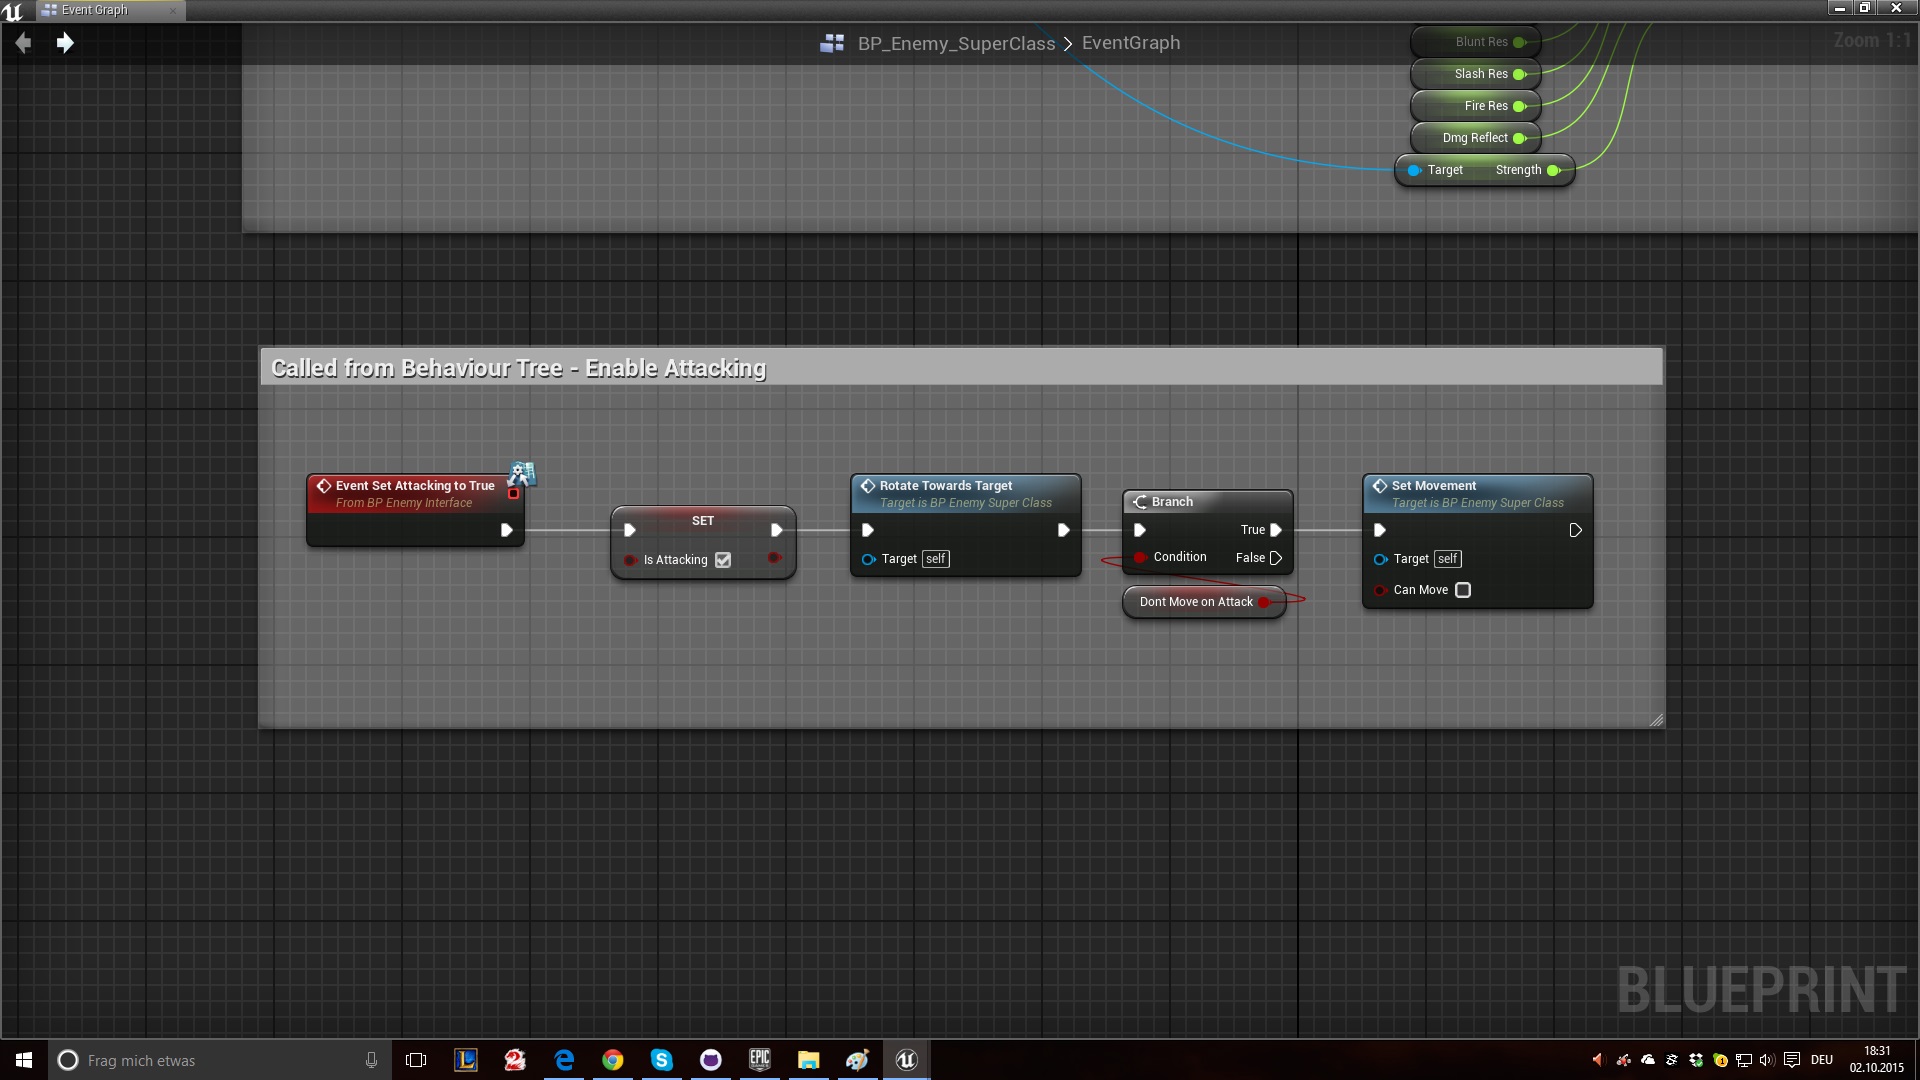 Event Graph
BP_Enemy_SuperClass > EventGraph
Zoom 1:1
Blunt Res
Slash Res
Fire Res
Dmg Reflect
Target Strength
Called from Behaviour Tree - Enable Attacking
Event Set Attacking to True
From BP Enemy Interface
SET
Is Attacking
Rotate Towards Target
Target is BP Enemy Super Class
Target self
Branch
True
Condition False
Dont Move on Attack
Set Movement
Target is BP Enemy Super Class
Target self
Can Move
BLUEPRINT
Frag mich etwas
EPIC
DEU
18:31
02.10.2015